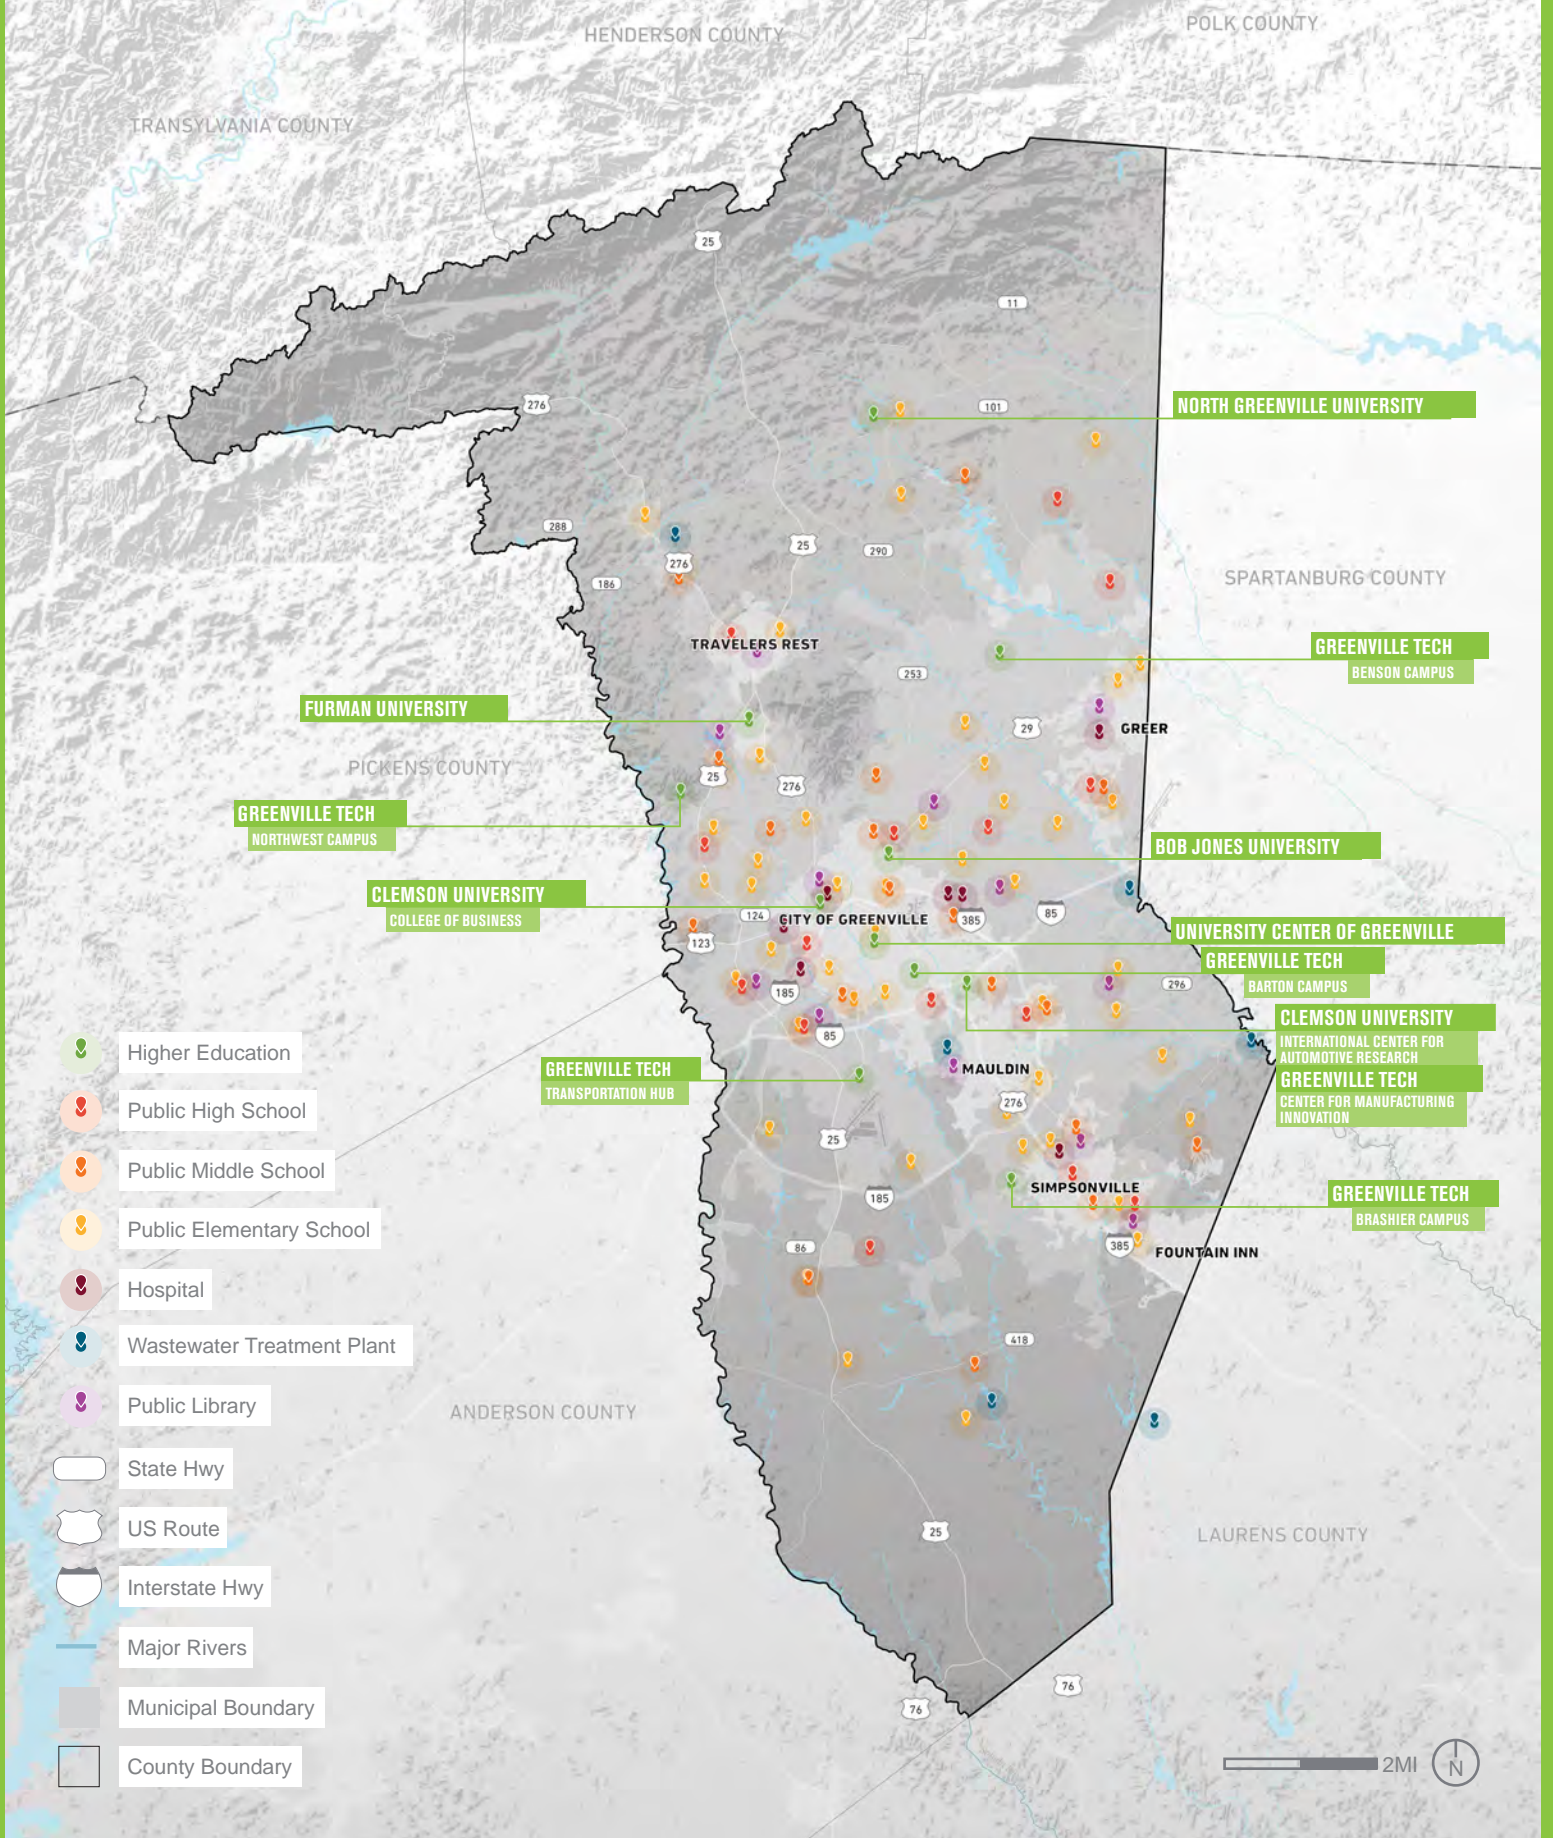 HENDERSON COUNTY
POLK COUNTY
TRANSYLVANIA COUNTY
25
11
276
101
NORTH GREENVILLE UNIVERSITY
288
25
290
276
186
SPARTANBURG COUNTY
TRAVELERS REST
GREENVILLE TECH
BENSON CAMPUS
253
FURMAN UNIVERSITY
29
GREER
PICKENS COUNTY
25
276
GREENVILLE TECH
NORTHWEST CAMPUS
BOB JONES UNIVERSITY
CLEMSON UNIVERSITY
COLLEGE OF BUSINESS
124
CITY OF GREENVILLE
385
85
123
UNIVERSITY CENTER OF GREENVILLE
GREENVILLE TECH
BARTON CAMPUS
185
296
CLEMSON UNIVERSITY
INTERNATIONAL CENTER FOR
AUTOMOTIVE RESEARCH
85
GREENVILLE TECH
TRANSPORTATION HUB
MAULDIN
GREENVILLE TECH
CENTER FOR MANUFACTURING
INNOVATION
276
25
SIMPSONVILLE
185
GREENVILLE TECH
BRASHIER CAMPUS
86
385
FOUNTAIN INN
418
ANDERSON COUNTY
25
LAURENS COUNTY
76
76
Higher Education
Public High School
Public Middle School
Public Elementary School
Hospital
Wastewater Treatment Plant
Public Library
State Hwy
US Route
Interstate Hwy
Major Rivers
Municipal Boundary
County Boundary
2MI
N